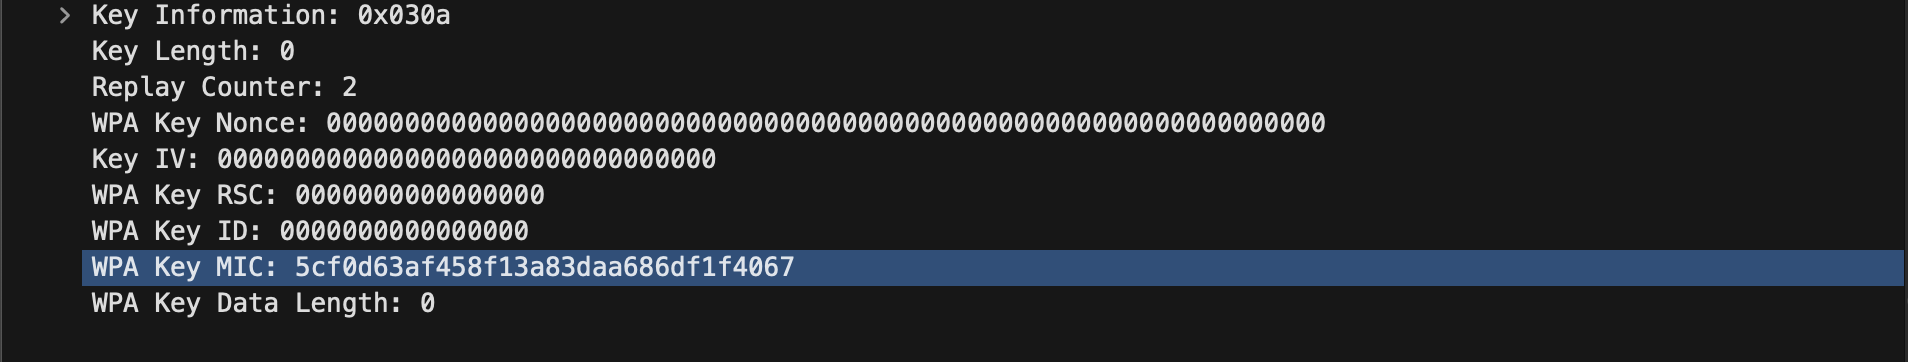 Key Information: 0x030a
Key Length: 0
Replay Counter: 2
WPA Key Nonce: 0000000000000000000000000000000000000000000000000000000000000000
Key IV: 00000000000000000000000000000000
WPA Key RSC: 0000000000000000
WPA Key ID: 0000000000000000
WPA Key MIC: 5cf0d63af458f13a83daa686df1f4067
WPA Key Data Length: 0